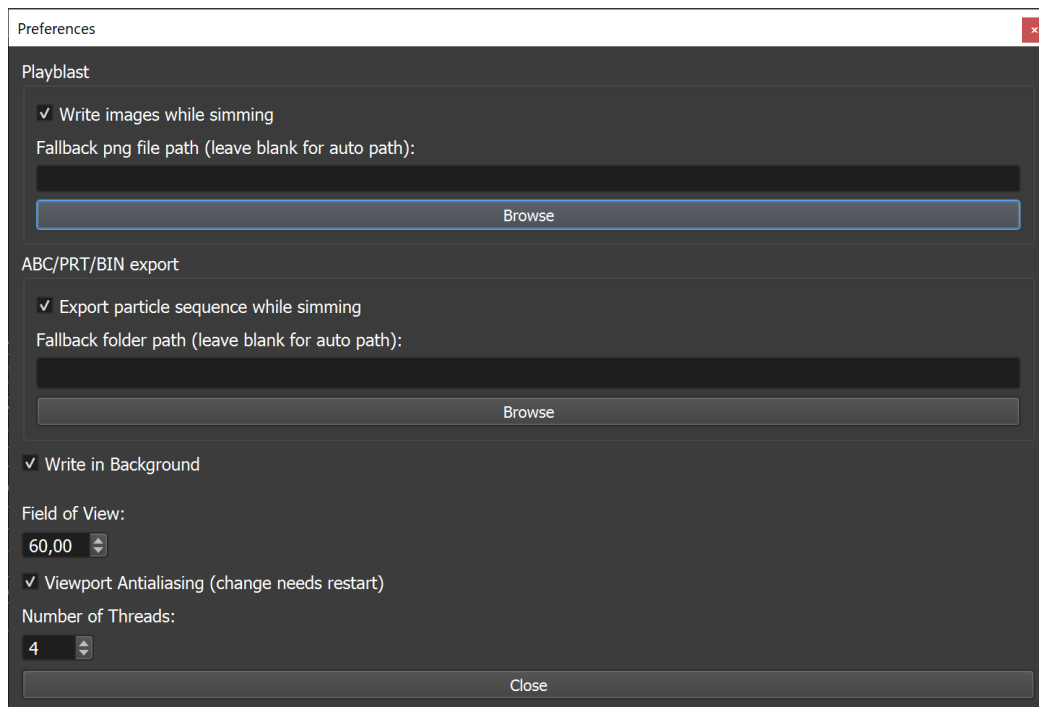 Preferences
Playblast
Write images while simming
Fallback png file path (leave blank for auto path):
Browse
ABC/PRT/BIN export
Export particle sequence while simming
Fallback folder path (leave blank for auto path):
Browse
Write in Background
Field of View:
60,00
Viewport Antialiasing (change needs restart)
Number of Threads:
4
Close